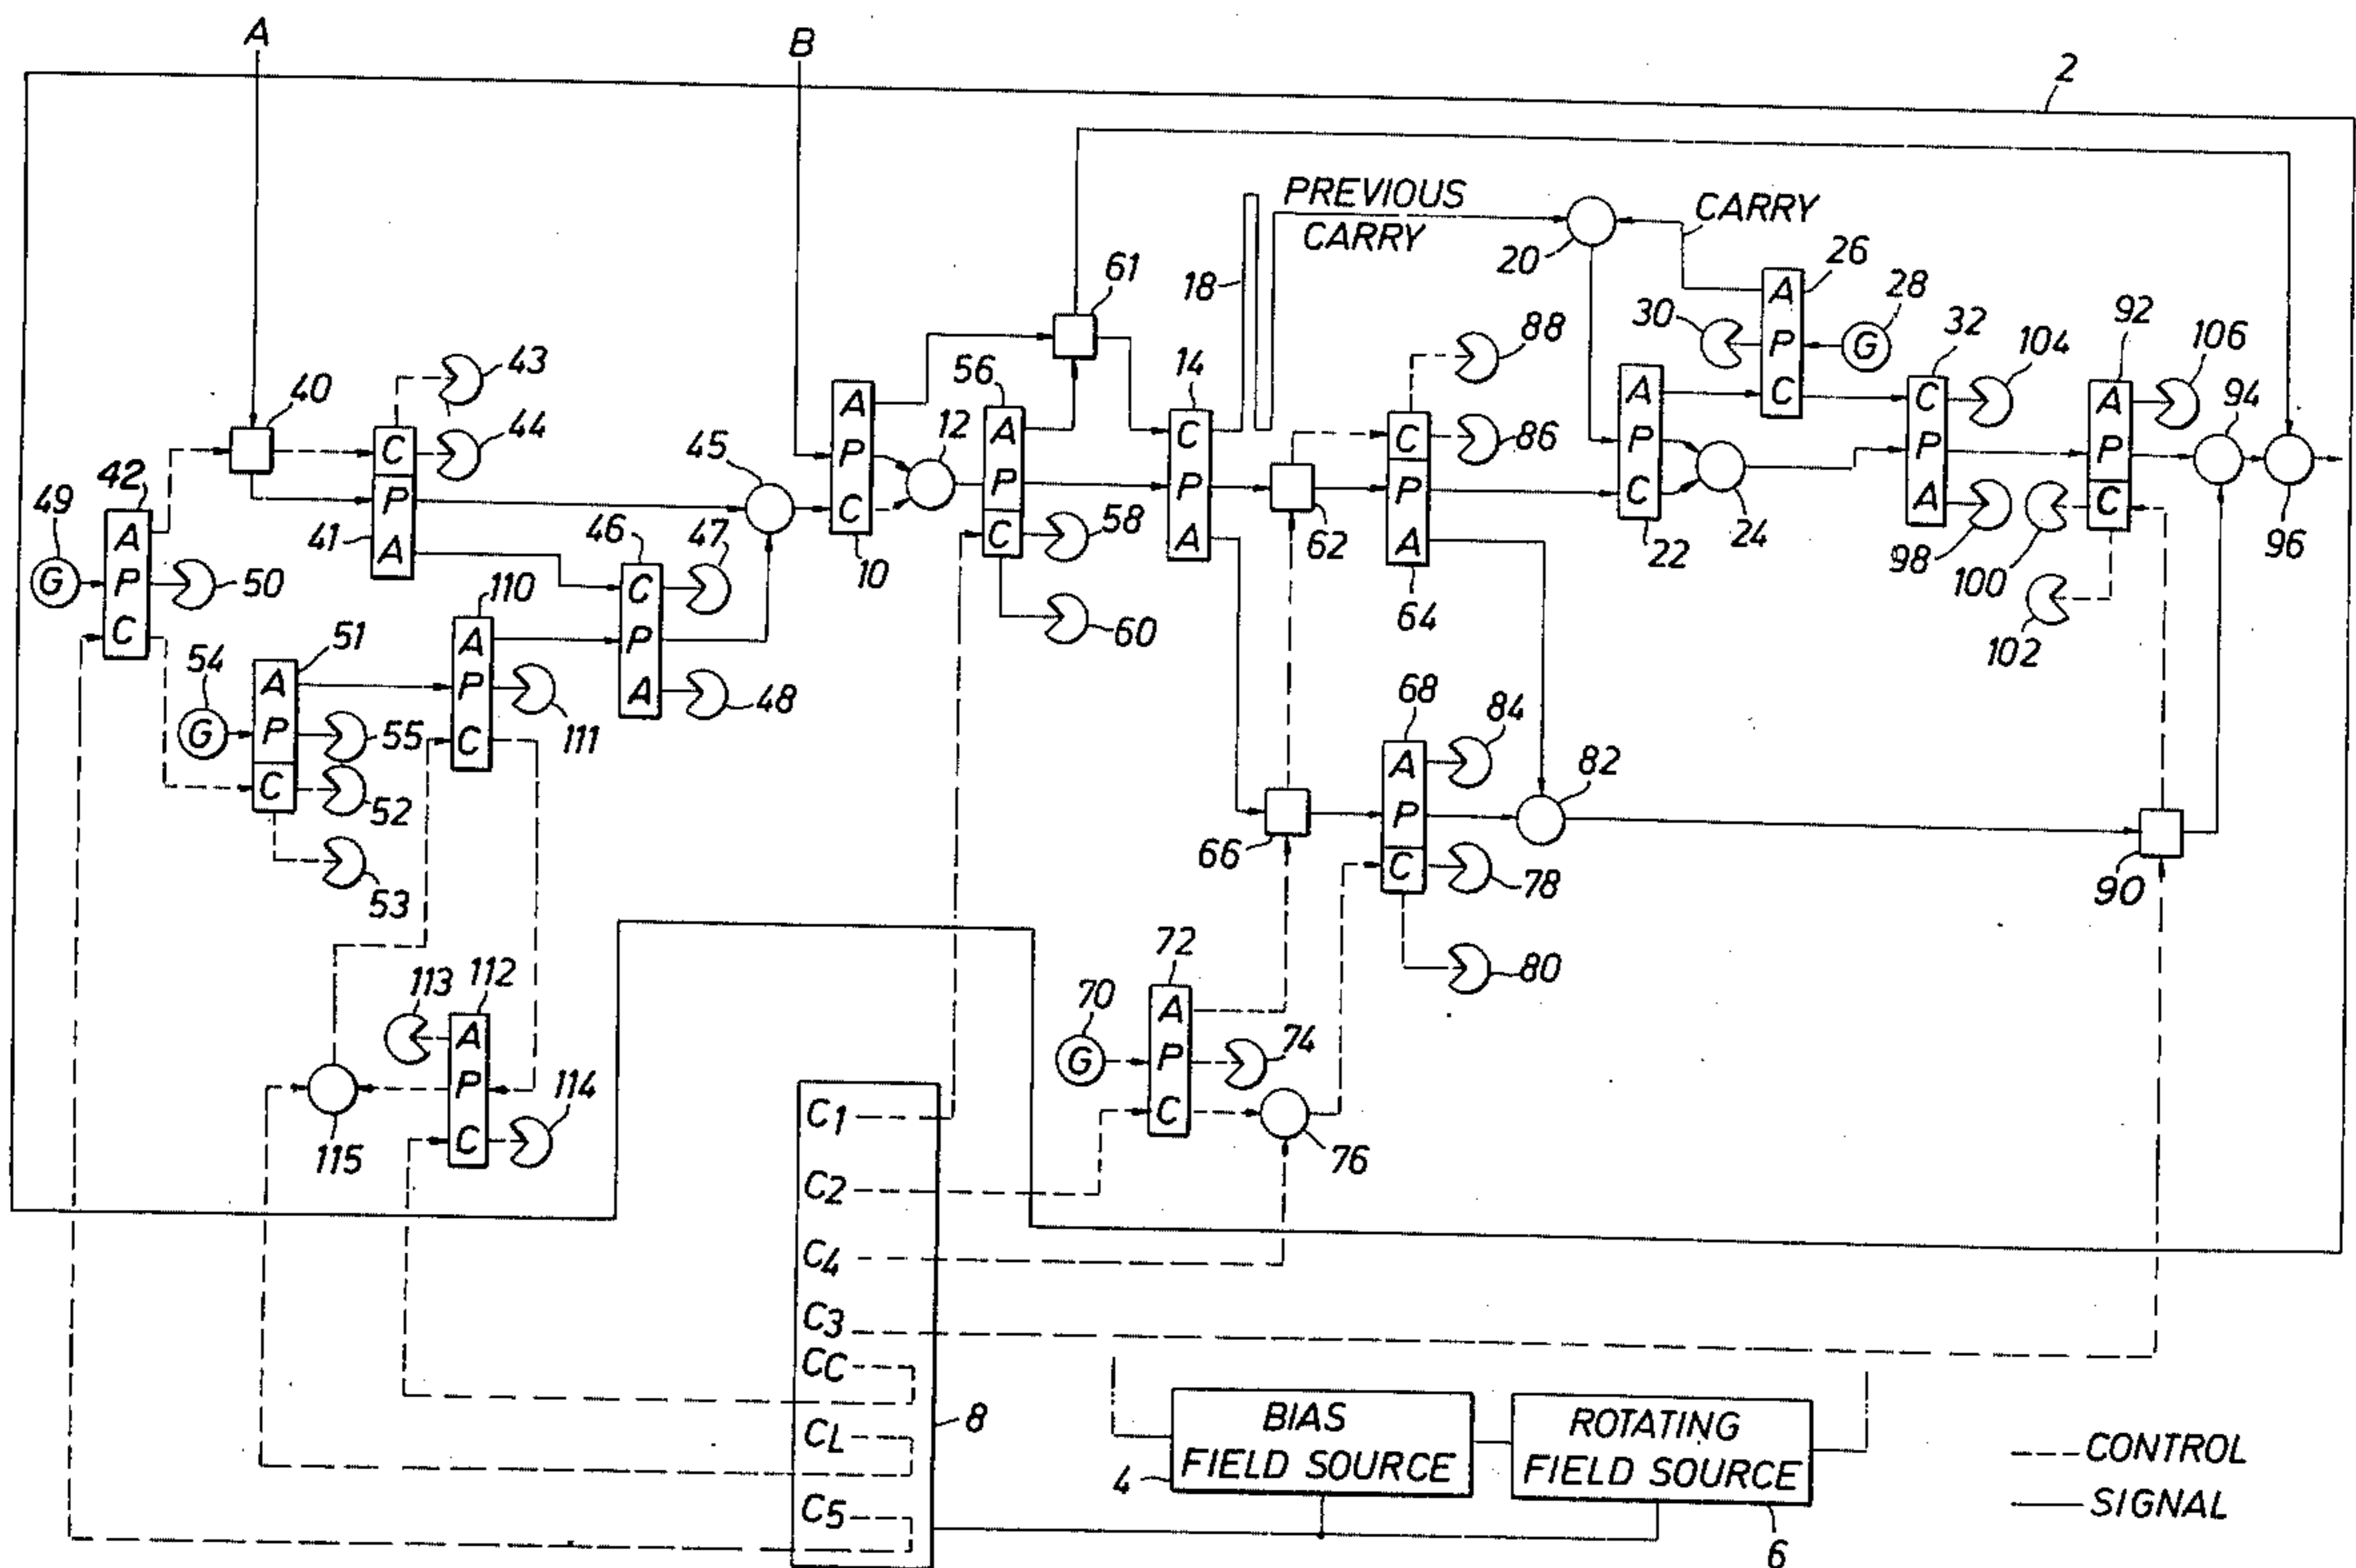 A
B
2
PREVIOUS
CARRY
CARRY
20
26
28
G
A
P
C
30
18
61
14
C
P
A
88
86
32
C
P
A
104
92
A
P
C
106
94
96
98
100
102
43
44
40
C
P
A
41
42
A
P
C
49
G
50
45
46
C
P
A
47
48
A
P
C
10
12
56
A
P
C
58
60
62
C
P
A
64
A
P
C
22
24
110
A
P
C
111
51
A
P
C
54
G
55
52
53
66
68
A
P
C
84
82
78
80
90
113
112
A
P
C
114
115
70
G
72
A
P
C
74
76
C1
C2
C4
C3
CC
CL
C5
8
BIAS
FIELD SOURCE
4
ROTATING
FIELD SOURCE
6
CONTROL
SIGNAL